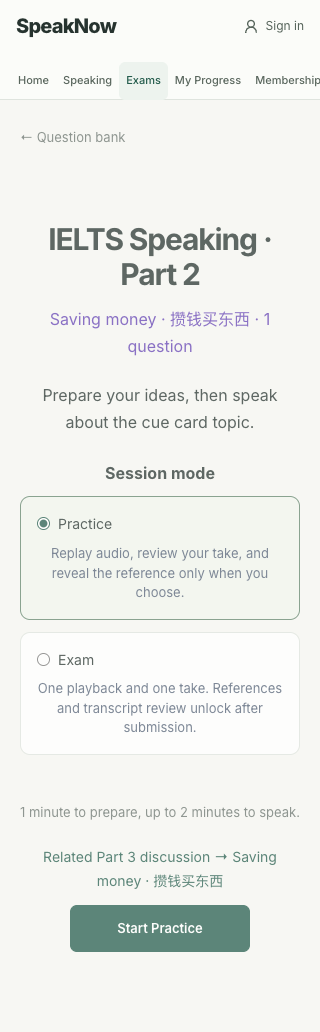 SpeakNow
Sign in
Home Speaking Exams My Progress Membership
← Question bank
IELTS Speaking ·
Part 2
Saving money · 攒钱买东西 · 1
question
Prepare your ideas, then speak
about the cue card topic.
Session mode
Practice
Replay audio, review your take, and
reveal the reference only when you
choose.
Exam
One playback and one take. References
and transcript review unlock after
submission.
1 minute to prepare, up to 2 minutes to speak.
Related Part 3 discussion → Saving
money · 攒钱买东西
Start Practice